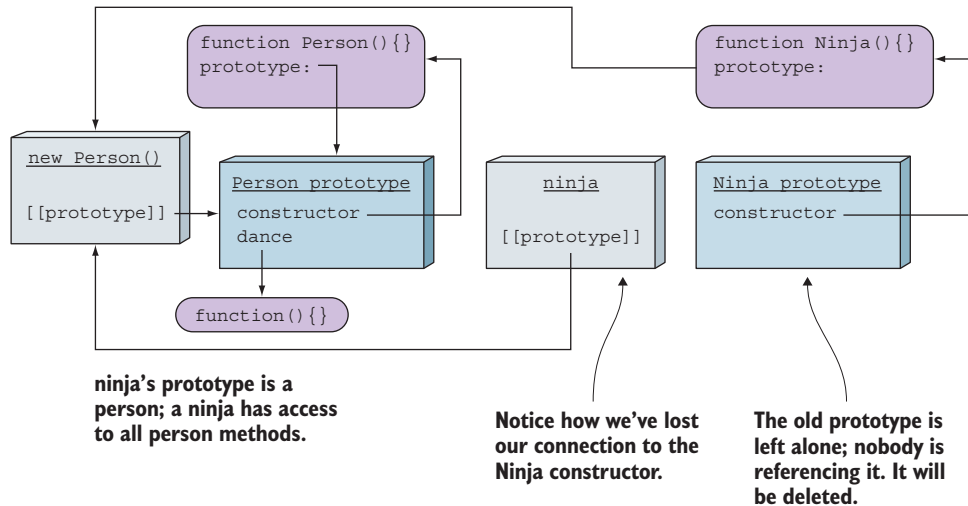 function Person(){}
prototype:
function Ninja(){}
prototype:
new Person()
[[prototype]]
Person prototype
constructor
dance
ninja
[[prototype]]
Ninja prototype
constructor
function(){}
ninja's prototype is a
person; a ninja has access
to all person methods.
Notice how we've lost
our connection to the
Ninja constructor.
The old prototype is
left alone; nobody is
referencing it. It will
be deleted.